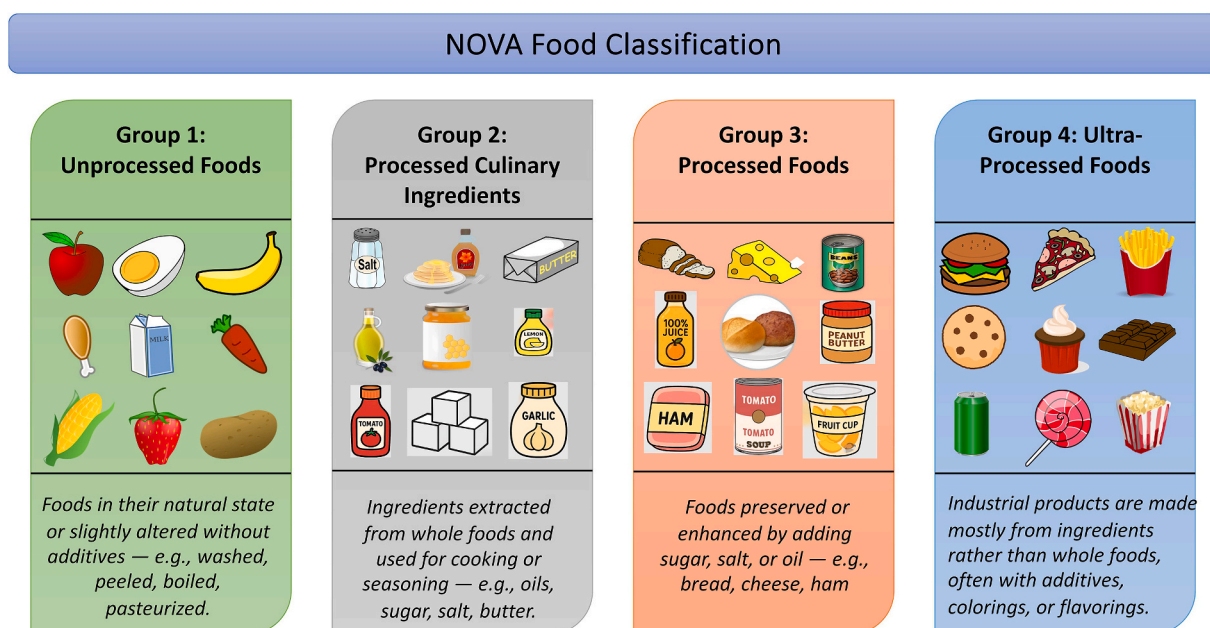 NOVA Food Classification
Group 1:
Unprocessed Foods
MILK
Foods in their natural state
or slightly altered without
additives — e.g., washed,
peeled, boiled,
pasteurized.
Group 2:
Processed Culinary
Ingredients
Salt
BUTTER
LEMON
TOMATO
GARLIC
Ingredients extracted
from whole foods and
used for cooking or
seasoning — e.g., oils,
sugar, salt, butter.
Group 3:
Processed Foods
BEANS
100%
JUICE
PEANUT
BUTTER
HAM
TOMATO
TOMATO
SOUP
FRUIT CUP
Foods preserved or
enhanced by adding
sugar, salt, or oil — e.g.,
bread, cheese, ham
Group 4: Ultra-
Processed Foods
Industrial products are made
mostly from ingredients
rather than whole foods,
often with additives,
colorings, or flavorings.